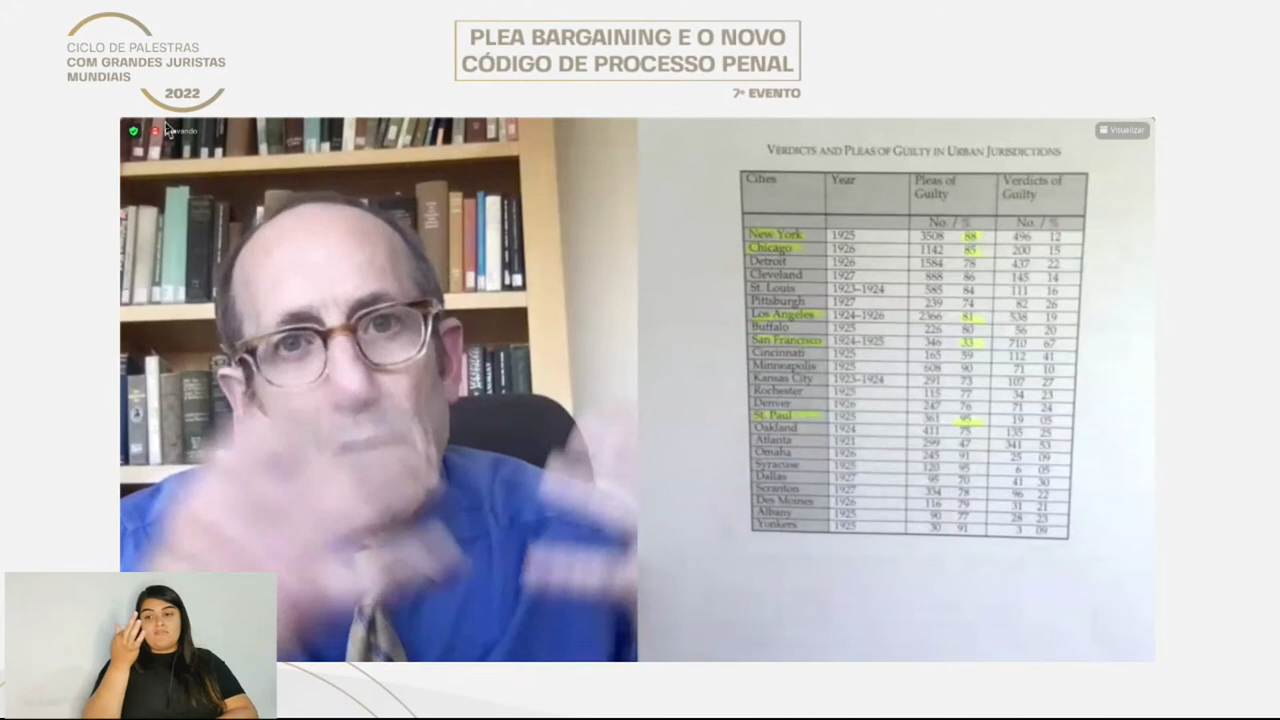 CICLO DE PALESTRAS
COM GRANDES JURISTAS
MUNDIAIS
2022
PLEA BARGAINING E O NOVO
CÓDIGO DE PROCESSO PENAL
7º EVENTO
Visualizar
VERDICTS AND PLEAS OF GUILTY IN URBAN JURISDICTIONS
Cities Year Pleas of Guilty Verdicts of Guilty
No. / % No. / %
New York 1925 3508 88 496 12
Chicago 1926 1142 85 200 15
Detroit 1926 1584 78 437 22
Cleveland 1927 888 86 145 14
St. Louis 1923–1924 585 84 111 16
Pittsburgh 1927 239 74 82 26
Los Angeles 1924–1926 2366 81 538 19
Buffalo 1925 226 80 56 20
San Francisco 1924–1925 346 33 710 67
Cincinnati 1925 165 59 112 41
Minneapolis 1925 608 90 71 10
Kansas City 1923–1924 291 73 107 27
Rochester 1925 115 77 34 23
Denver 1926 247 76 71 24
St. Paul 1925 361 95 19 05
Oakland 1924 411 75 135 25
Atlanta 1921 299 47 341 53
Omaha 1926 245 91 25 09
Syracuse 1925 120 95 6 05
Dallas 1927 95 70 41 30
Scranton 1927 334 78 96 22
Des Moines 1926 116 79 31 21
Albany 1925 90 77 28 23
Yonkers 1925 30 91 3 09